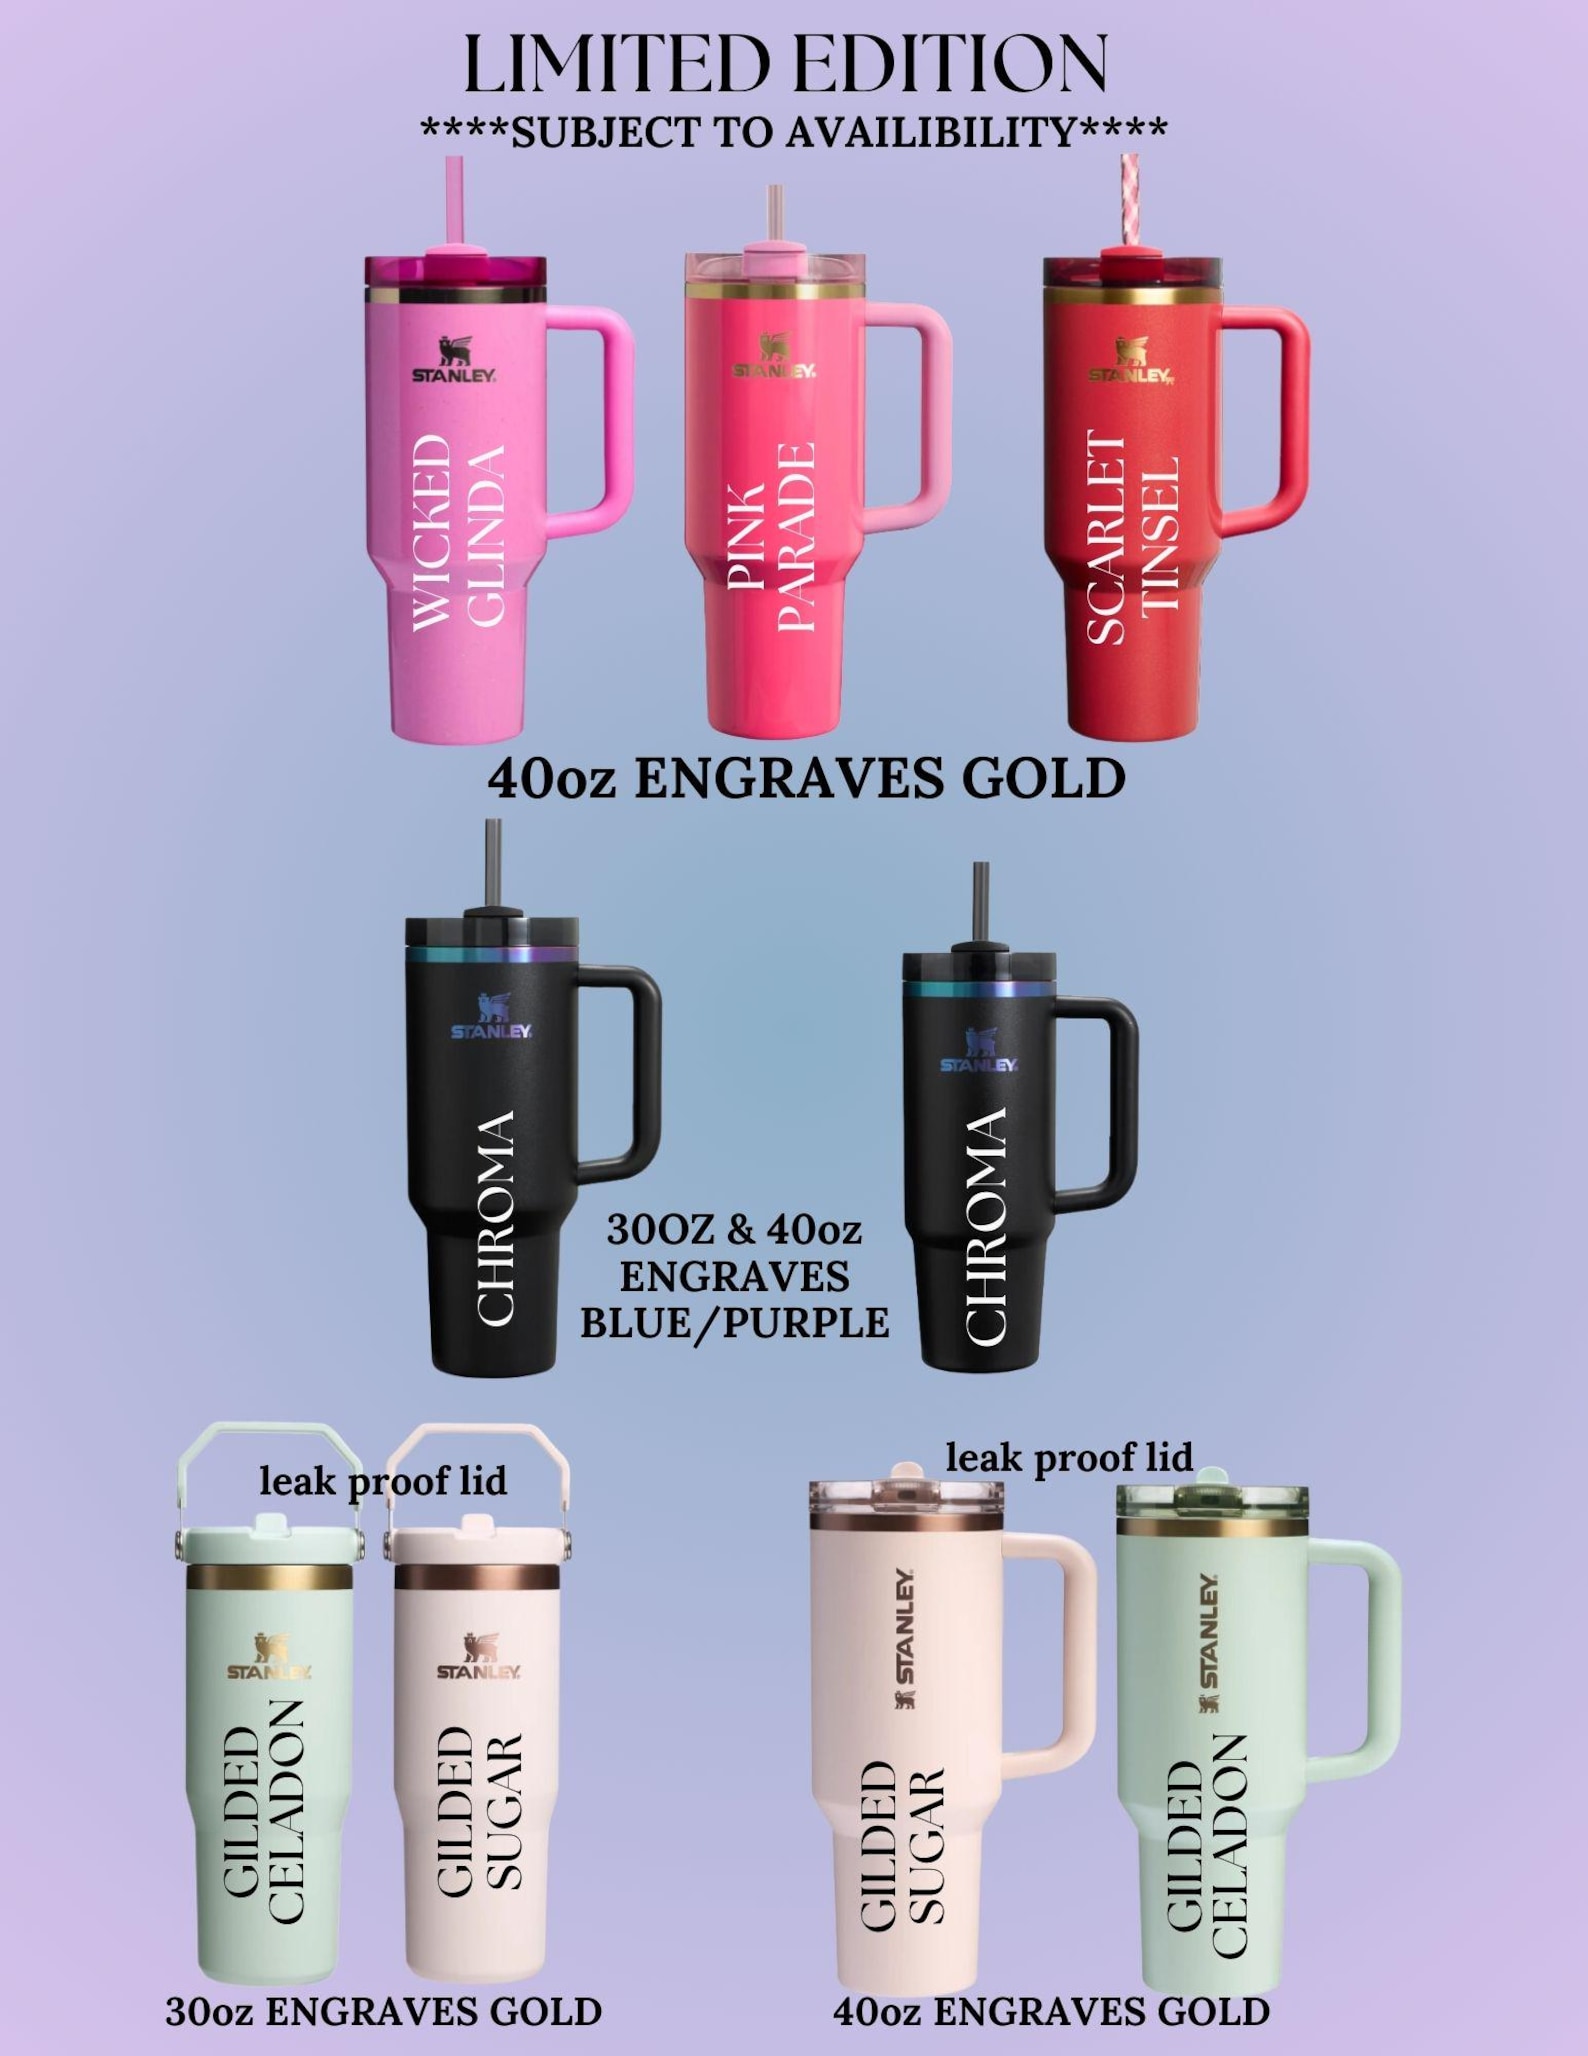 LIMITED EDITION
****SUBJECT TO AVAILIBILITY****
STANLEY.
STANLEY.
STANLEY
WICKED
GLINDA
PINK
PARADE
SCARLET
TINSEL
40oz ENGRAVES GOLD
STANLEY.
STANLEY.
CHROMA
CHROMA
30OZ & 40oz
ENGRAVES
BLUE/PURPLE
leak proof lid
leak proof lid
STANLEY.
STANLEY.
STANLEY.
STANLEY.
GILDED
CELADON
GILDED
SUGAR
GILDED
SUGAR
GILDED
CELADON
30oz ENGRAVES GOLD
40oz ENGRAVES GOLD